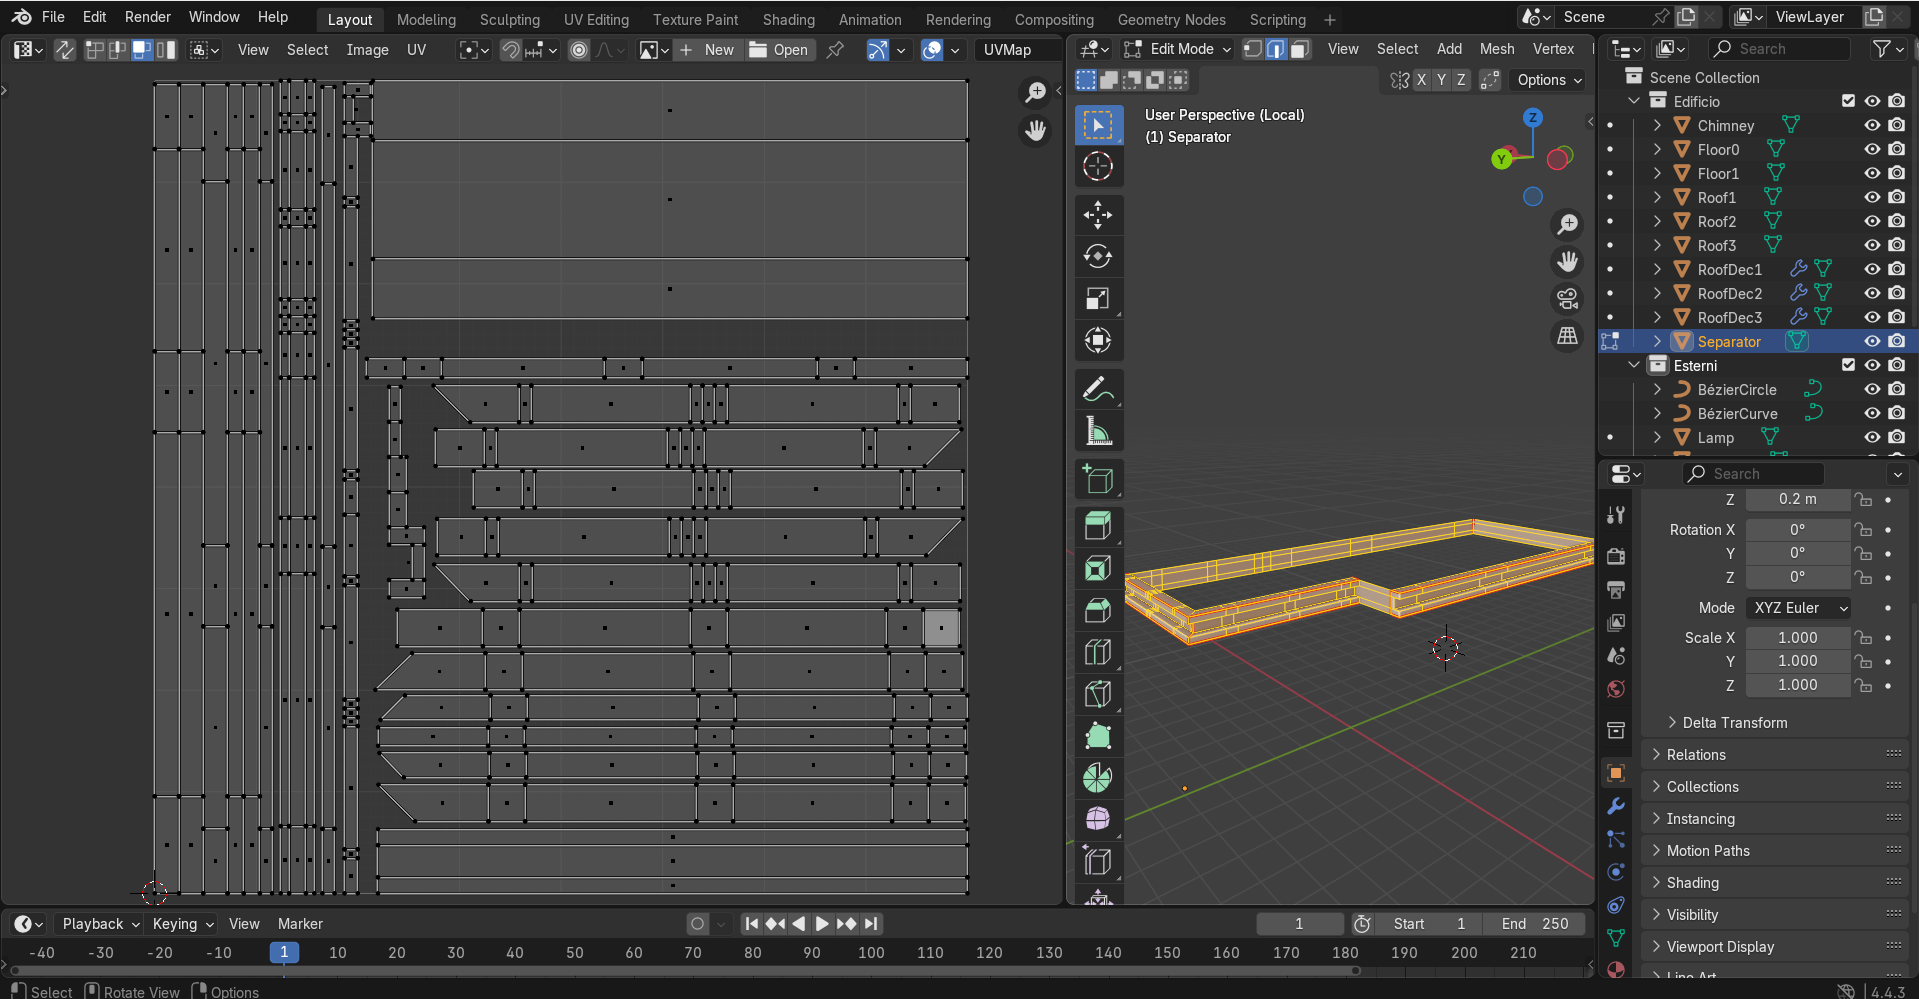 File Edit Render Window Help Layout Modeling Sculpting UV Editing Texture Paint Shading Animation Rendering Compositing Geometry Nodes Scripting + Scene ViewLayer
View Select Image UV New Open UVMap
Edit Mode View Select Add Mesh Vertex
Search
X Y Z Options
Scene Collection
Edificio
Chimney
Floor0
Floor1
Roof1
Roof2
Roof3
RoofDec1
RoofDec2
RoofDec3
Separator
Esterni
BézierCircle
BézierCurve
Lamp
User Perspective (Local)
(1) Separator
Z
Y
Search
Z 0.2 m
Rotation X 0°
Y 0°
Z 0°
Mode XYZ Euler
Scale X 1.000
Y 1.000
Z 1.000
Delta Transform
Relations
Collections
Instancing
Motion Paths
Shading
Visibility
Viewport Display
Line Art
Playback Keying View Marker 1 Start 1 End 250
-40 -30 -20 -10 1 10 20 30 40 50 60 70 80 90 100 110 120 130 140 150 160 170 180 190 200 210
Select Rotate View Options 4.4.3